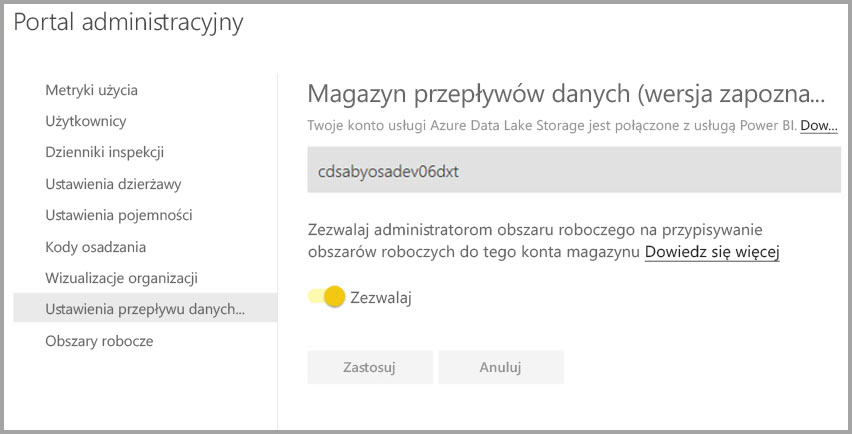 Portal administracyjny
Metryki użycia
Użytkownicy
Dzienniki inspekcji
Ustawienia dzierżawy
Ustawienia pojemności
Kody osadzania
Wizualizacje organizacji
Ustawienia przepływu danych...
Obszary robocze
Magazyn przepływów danych (wersja zapozna...
Twoje konto usługi Azure Data Lake Storage jest połączone z usługą Power BI. Dow...
cdsabyosadev06dxt
Zezwalaj administratorom obszaru roboczego na przypisywanie
obszarów roboczych do tego konta magazynu Dowiedz się więcej
Zezwalaj
Zastosuj Anuluj